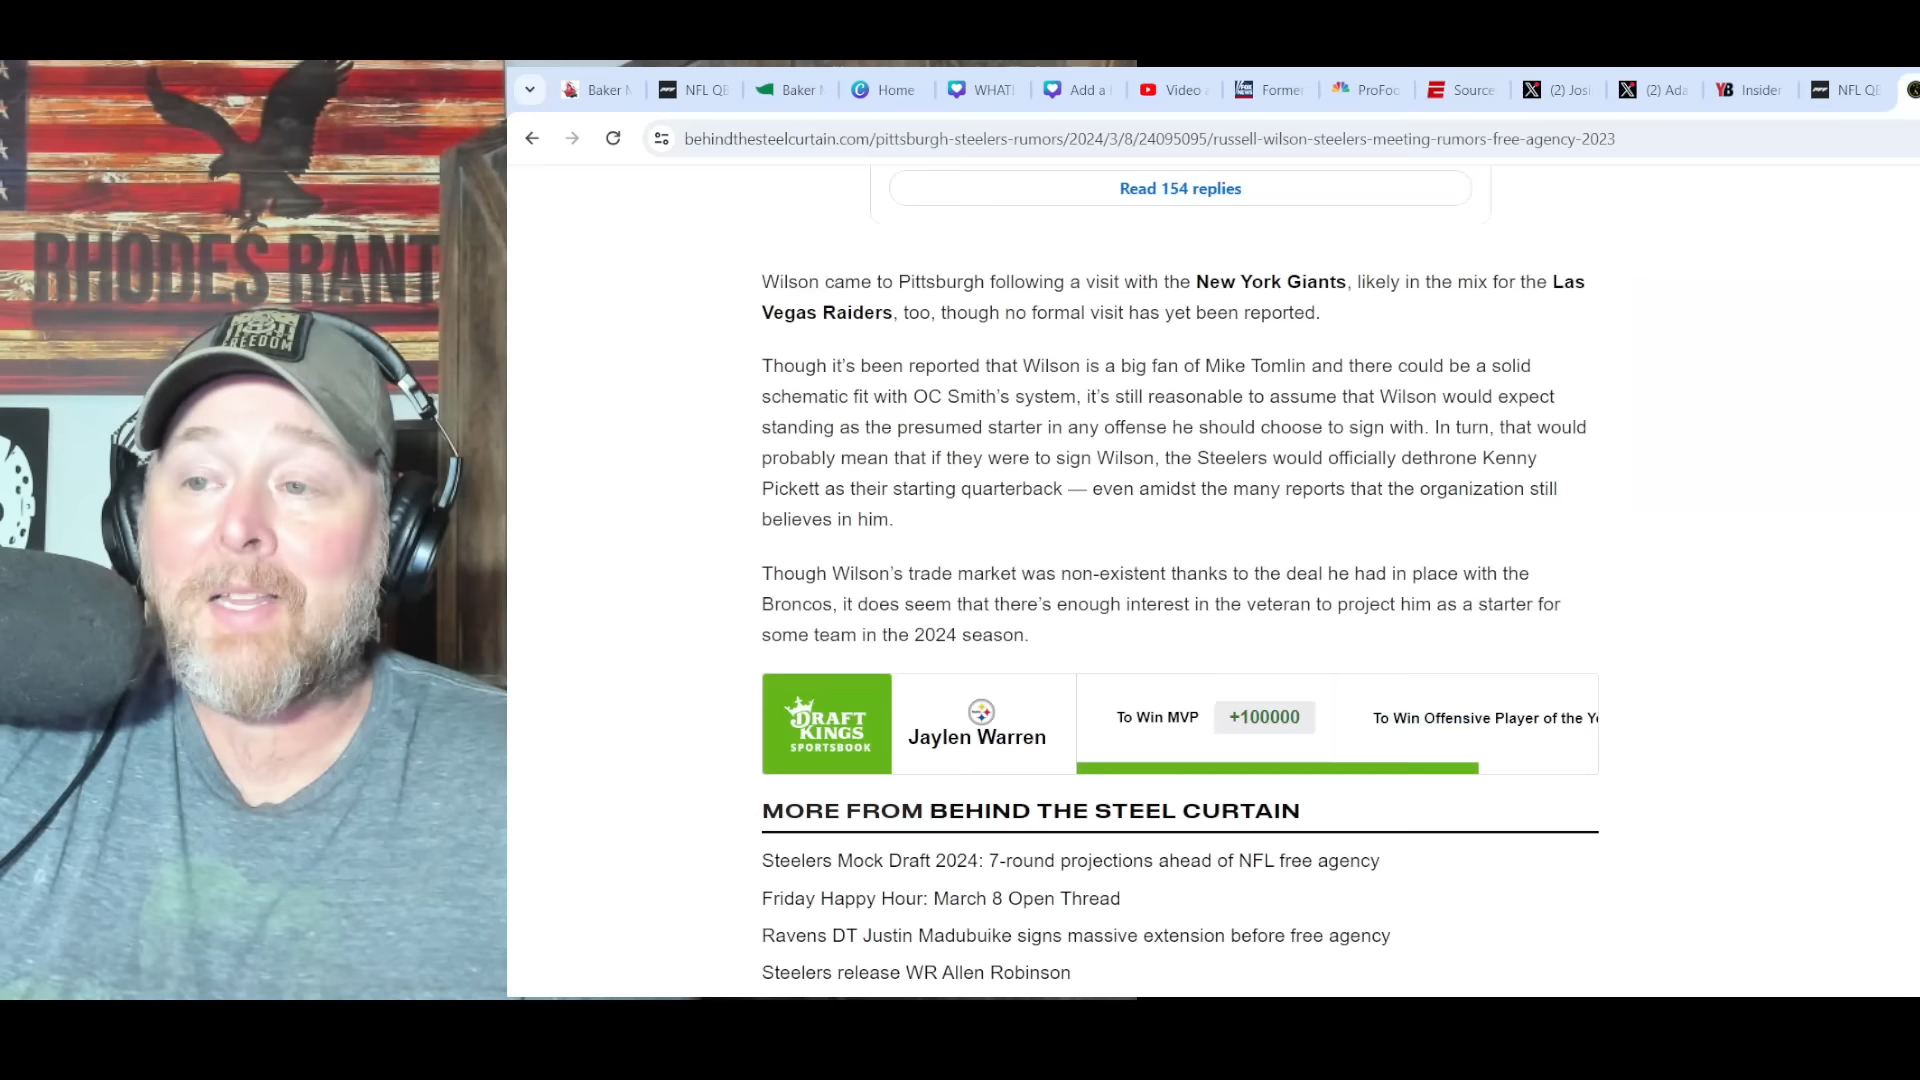 RHODES RANT
FREEDOM
Baker
NFL QB
Baker
Home
WHAT
Add a
Video
Former
ProFoo
Source
(2) Josi
(2) Ada
YB Insider
NFL QB
behindthesteelcurtain.com/pittsburgh-steelers-rumors/2024/3/8/24095095/russell-wilson-steelers-meeting-rumors-free-agency-2023
Read 154 replies
Wilson came to Pittsburgh following a visit with the New York Giants, likely in the mix for the Las
Vegas Raiders, too, though no formal visit has yet been reported.
Though it’s been reported that Wilson is a big fan of Mike Tomlin and there could be a solid
schematic fit with OC Smith’s system, it’s still reasonable to assume that Wilson would expect
standing as the presumed starter in any offense he should choose to sign with. In turn, that would
probably mean that if they were to sign Wilson, the Steelers would officially dethrone Kenny
Pickett as their starting quarterback — even amidst the many reports that the organization still
believes in him.
Though Wilson’s trade market was non-existent thanks to the deal he had in place with the
Broncos, it does seem that there’s enough interest in the veteran to project him as a starter for
some team in the 2024 season.
DRAFT
KINGS
SPORTSBOOK
Jaylen Warren
To Win MVP +100000
To Win Offensive Player of the Y
MORE FROM BEHIND THE STEEL CURTAIN
Steelers Mock Draft 2024: 7-round projections ahead of NFL free agency
Friday Happy Hour: March 8 Open Thread
Ravens DT Justin Madubuike signs massive extension before free agency
Steelers release WR Allen Robinson